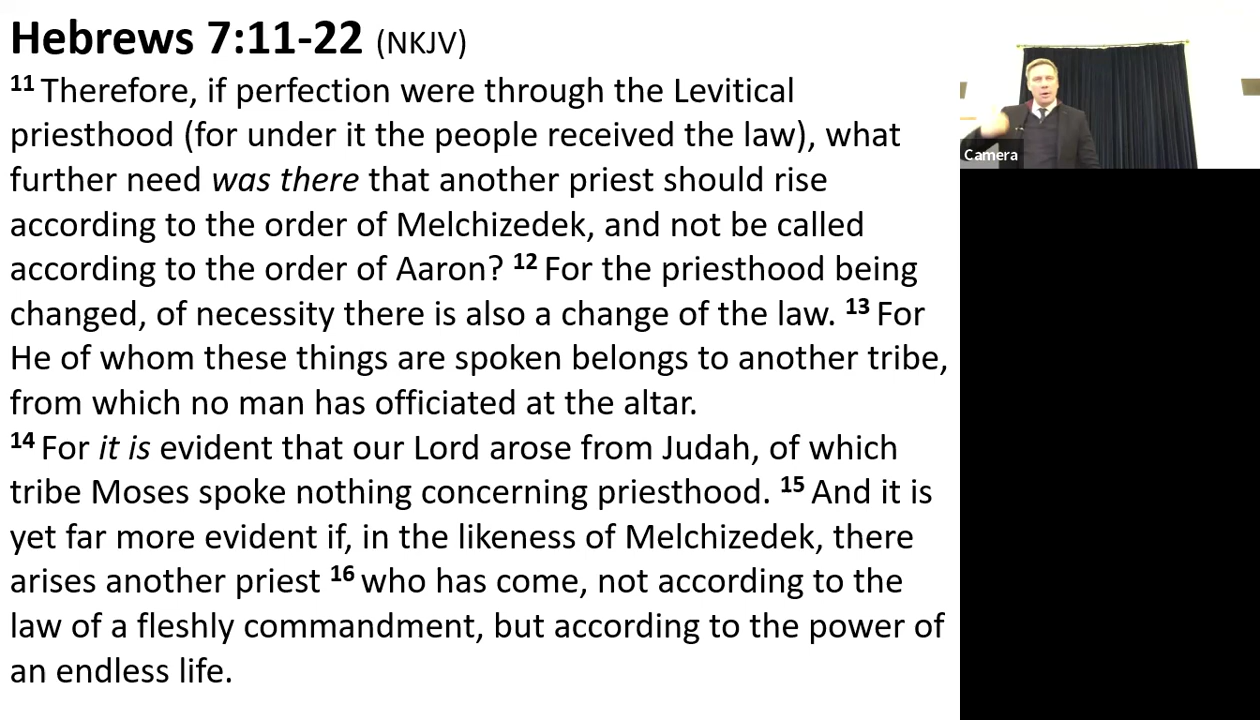 Hebrews 7:11-22 (NKJV)
11 Therefore, if perfection were through the Levitical
priesthood (for under it the people received the law), what
further need was there that another priest should rise
according to the order of Melchizedek, and not be called
according to the order of Aaron? 12 For the priesthood being
changed, of necessity there is also a change of the law. 13 For
He of whom these things are spoken belongs to another tribe,
from which no man has officiated at the altar.
14 For it is evident that our Lord arose from Judah, of which
tribe Moses spoke nothing concerning priesthood. 15 And it is
yet far more evident if, in the likeness of Melchizedek, there
arises another priest 16 who has come, not according to the
law of a fleshly commandment, but according to the power of
an endless life.
Camera